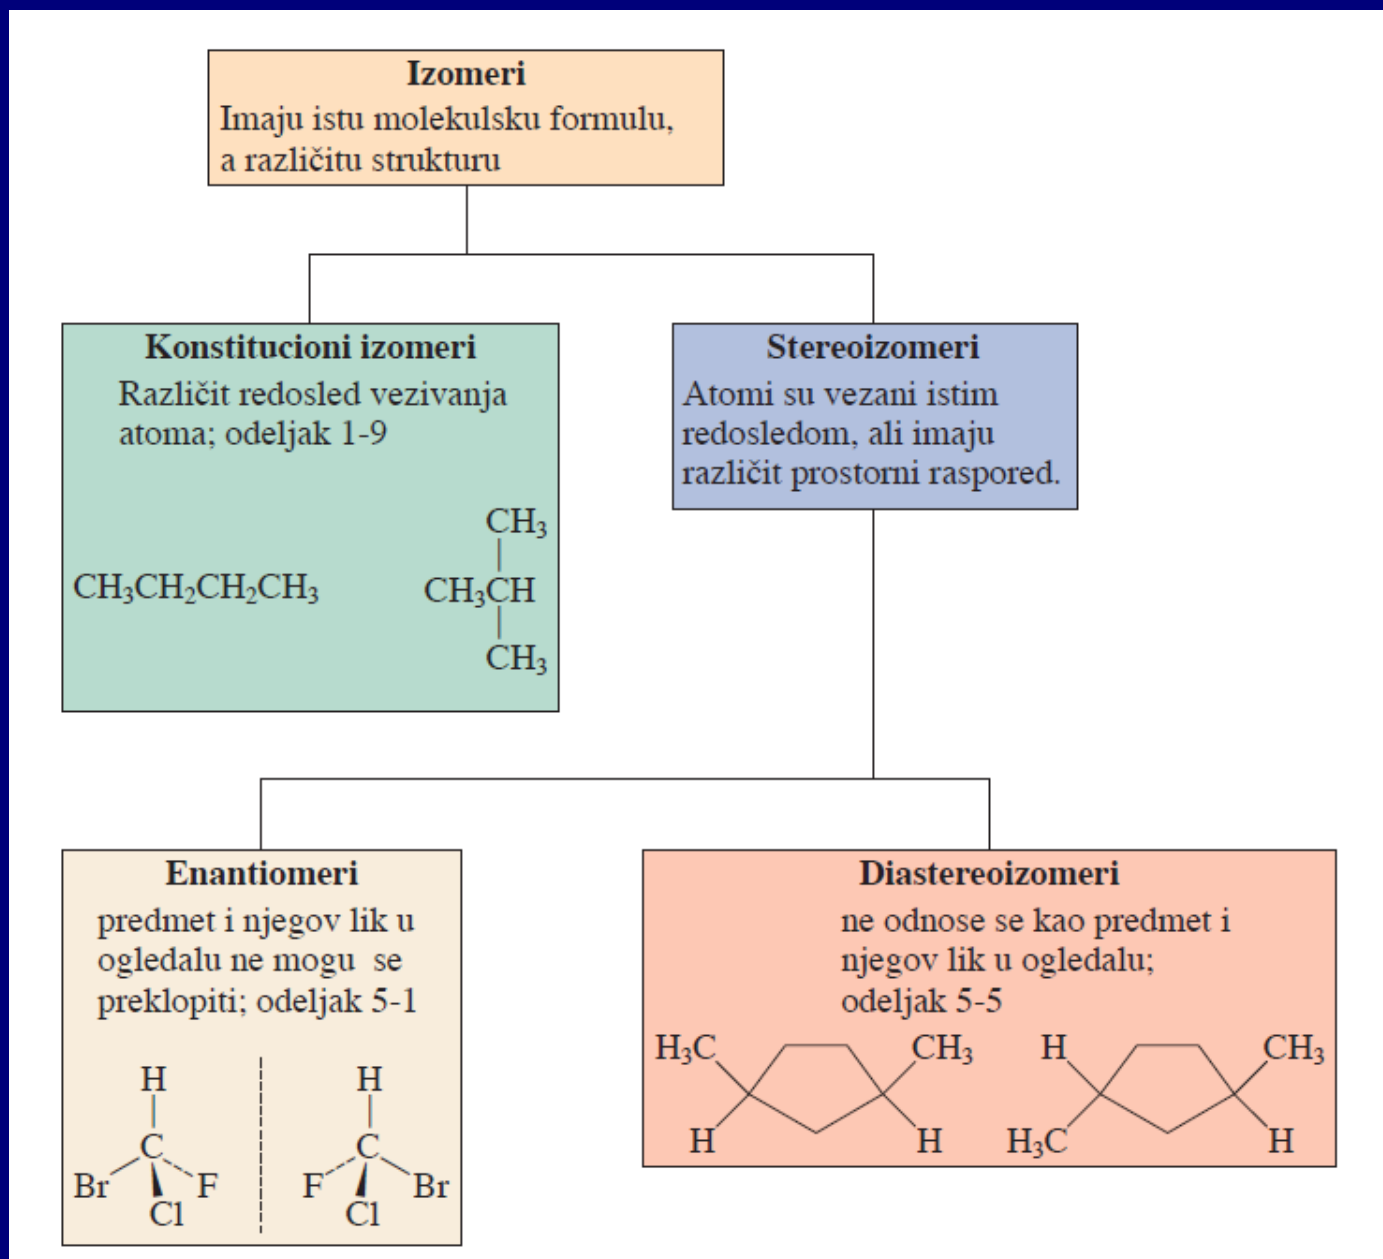 Izomeri
Imaju istu molekulsku formulu,
a različitu strukturu
Konstitucioni izomeri
Različit redosled vezivanja
atoma; odeljak 1-9
CH₃
CH₃CH₂CH₂CH₃ CH₃CH
CH₃
Stereoizomeri
Atomi su vezani istim
redosledom, ali imaju
različit prostorni raspored.
Enantiomeri
predmet i njegov lik u
ogledalu ne mogu se
preklopiti; odeljak 5-1
H H
C C
Br F F Br
Cl Cl
Diastereoizomeri
ne odnose se kao predmet i
njegov lik u ogledalu;
odeljak 5-5
H₃C CH₃ H CH₃
H H H₃C H